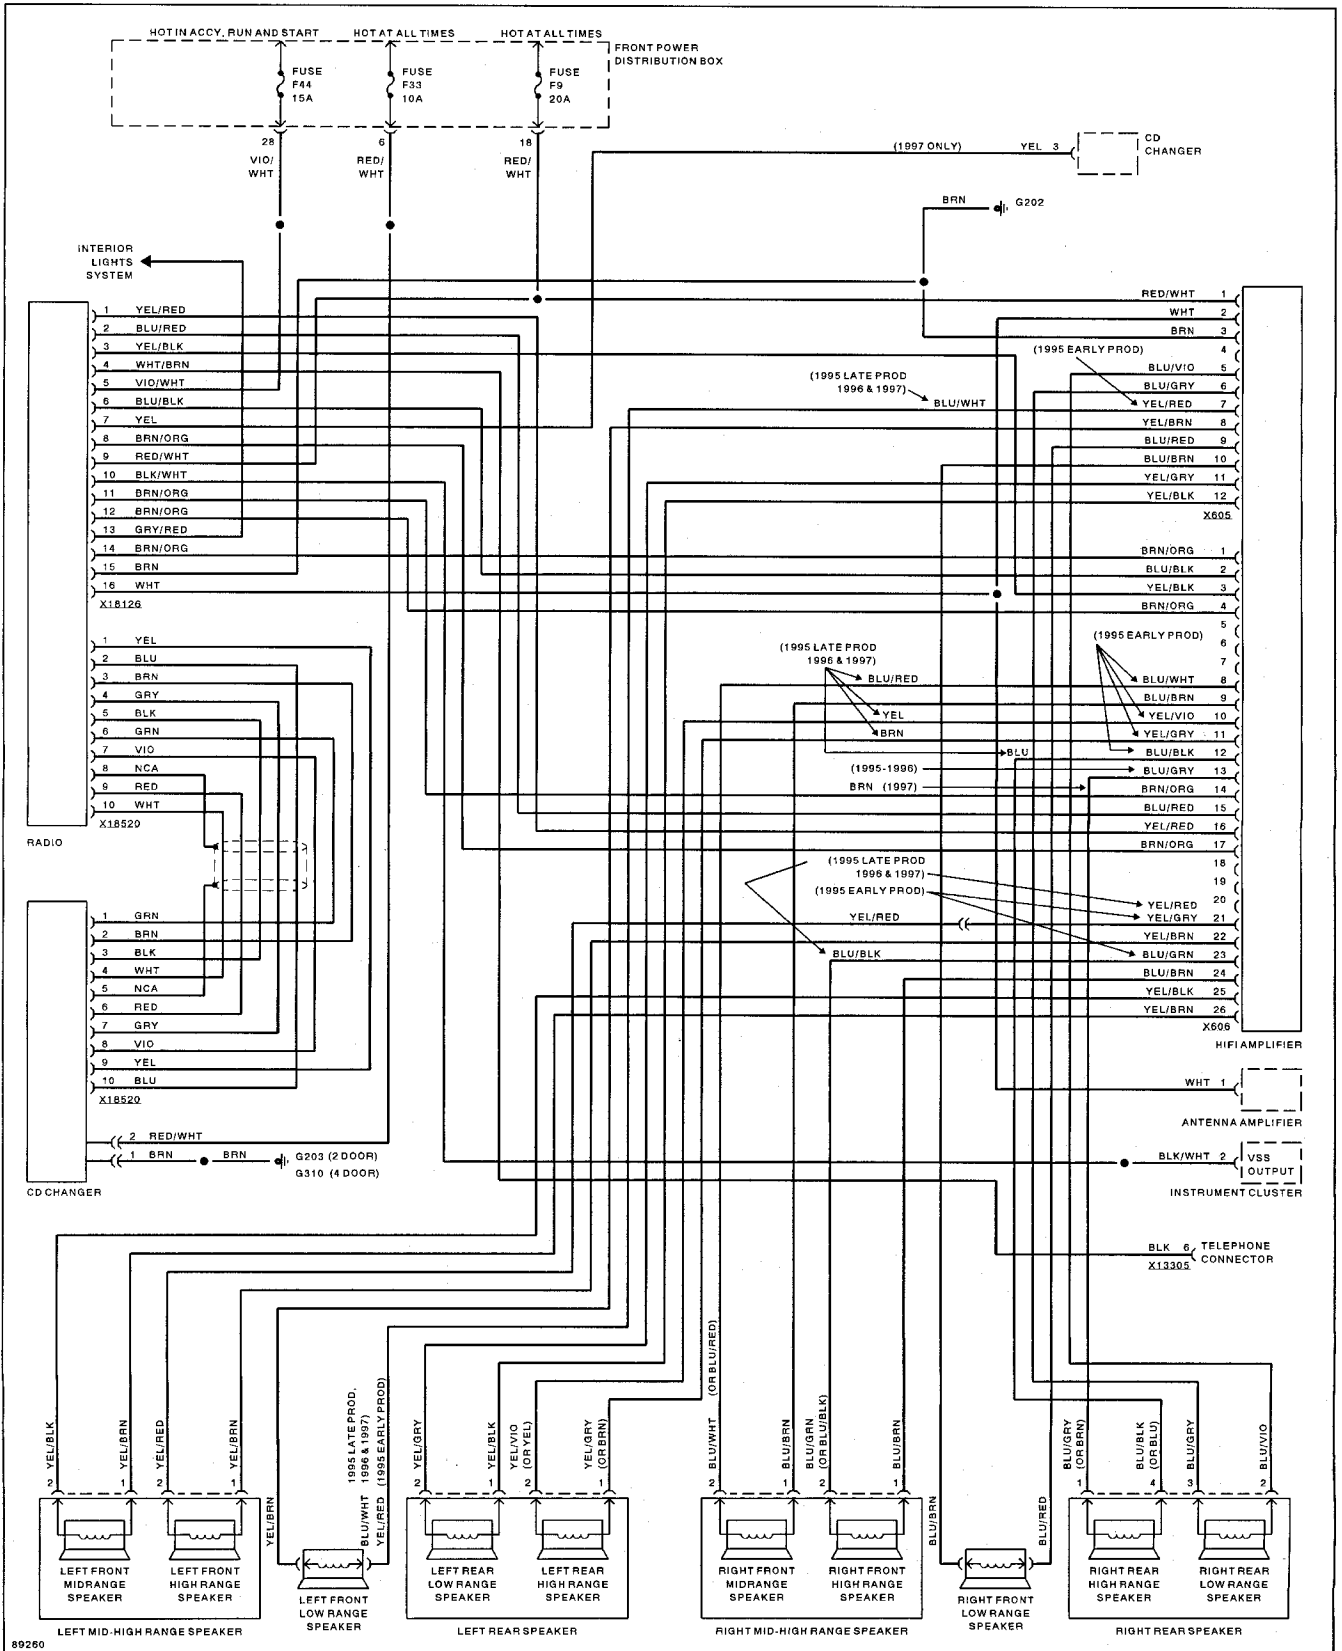 HOT IN ACCY, RUN AND START
HOT AT ALL TIMES
HOT AT ALL TIMES
FRONT POWER
DISTRIBUTION BOX
FUSE
F44
15A
FUSE
F33
10A
FUSE
F9
20A
28
VIO/
WHT
6
RED/
WHT
18
RED/
WHT
(1997 ONLY)
YEL 3
CD
CHANGER
BRN
G202
INTERIOR
LIGHTS
SYSTEM
1 YEL/RED
2 BLU/RED
3 YEL/BLK
4 WHT/BRN
5 VIO/WHT
6 BLU/BLK
7 YEL
8 BRN/ORG
9 RED/WHT
10 BLK/WHT
11 BRN/ORG
12 BRN/ORG
13 GRY/RED
14 BRN/ORG
15 BRN
16 WHT
X18126
1 YEL
2 BLU
3 BRN
4 GRY
5 BLK
6 GRN
7 VIO
8 NCA
9 RED
10 WHT
X18520
RADIO
1 GRN
2 BRN
3 BLK
4 WHT
5 NCA
6 RED
7 GRY
8 VIO
9 YEL
10 BLU
X18520
2 RED/WHT
1 BRN
BRN
G203 (2 DOOR)
G310 (4 DOOR)
CD CHANGER
RED/WHT 1
WHT 2
BRN 3
4
(1995 EARLY PROD)
BLU/VIO 5
BLU/GRY 6
(1995 LATE PROD
1996 & 1997)
BLU/WHT
YEL/RED 7
YEL/BRN 8
BLU/RED 9
BLU/BRN 10
YEL/GRY 11
YEL/BLK 12
X605
BRN/ORG 1
BLU/BLK 2
YEL/BLK 3
BRN/ORG 4
5
6
7
(1995 EARLY PROD)
(1995 LATE PROD
1996 & 1997)
BLU/RED
BLU/WHT 8
BLU/BRN 9
YEL
YEL/VIO 10
BRN
YEL/GRY 11
BLU
BLU/BLK 12
(1995-1996)
BLU/GRY 13
BRN (1997)
BRN/ORG 14
BLU/RED 15
YEL/RED 16
BRN/ORG 17
18
19
(1995 LATE PROD
1996 & 1997)
(1995 EARLY PROD)
20
YEL/RED
YEL/RED
YEL/GRY 21
YEL/BRN 22
BLU/BLK
BLU/GRN 23
BLU/BRN 24
YEL/BLK 25
YEL/BRN 26
X606
HIFI AMPLIFIER
WHT 1
ANTENNA AMPLIFIER
BLK/WHT 2
VSS
OUTPUT
INSTRUMENT CLUSTER
BLK 6
X13305
TELEPHONE
CONNECTOR
YEL/BLK
2
YEL/BRN
1
YEL/RED
2
YEL/BRN
1
YEL/BRN
1995 LATE PROD,
1996 & 1997)
BLU/WHT
YEL/RED (1995 EARLY PROD)
YEL/GRY
2
YEL/BLK
1
YEL/VIO
(OR YEL)
2
YEL/GRY
(OR BRN)
1
BLU/WHT (OR BLU/RED)
2
BLU/BRN
1
BLU/GRN
(OR BLU/BLK)
2
BLU/BRN
1
BLU/BRN
BLU/RED
BLU/GRY
(OR BRN)
1
BLU/BLK
(OR BLU)
4
BLU/GRY
3
BLU/VIO
2
LEFT FRONT
MIDRANGE
SPEAKER
LEFT FRONT
HIGH RANGE
SPEAKER
LEFT FRONT
LOW RANGE
SPEAKER
LEFT REAR
LOW RANGE
SPEAKER
LEFT REAR
HIGH RANGE
SPEAKER
RIGHT FRONT
MIDRANGE
SPEAKER
RIGHT FRONT
HIGH RANGE
SPEAKER
RIGHT FRONT
LOW RANGE
SPEAKER
RIGHT REAR
HIGH RANGE
SPEAKER
RIGHT REAR
LOW RANGE
SPEAKER
LEFT MID-HIGH RANGE SPEAKER
LEFT REAR SPEAKER
RIGHT MID-HIGH RANGE SPEAKER
RIGHT REAR SPEAKER
89260